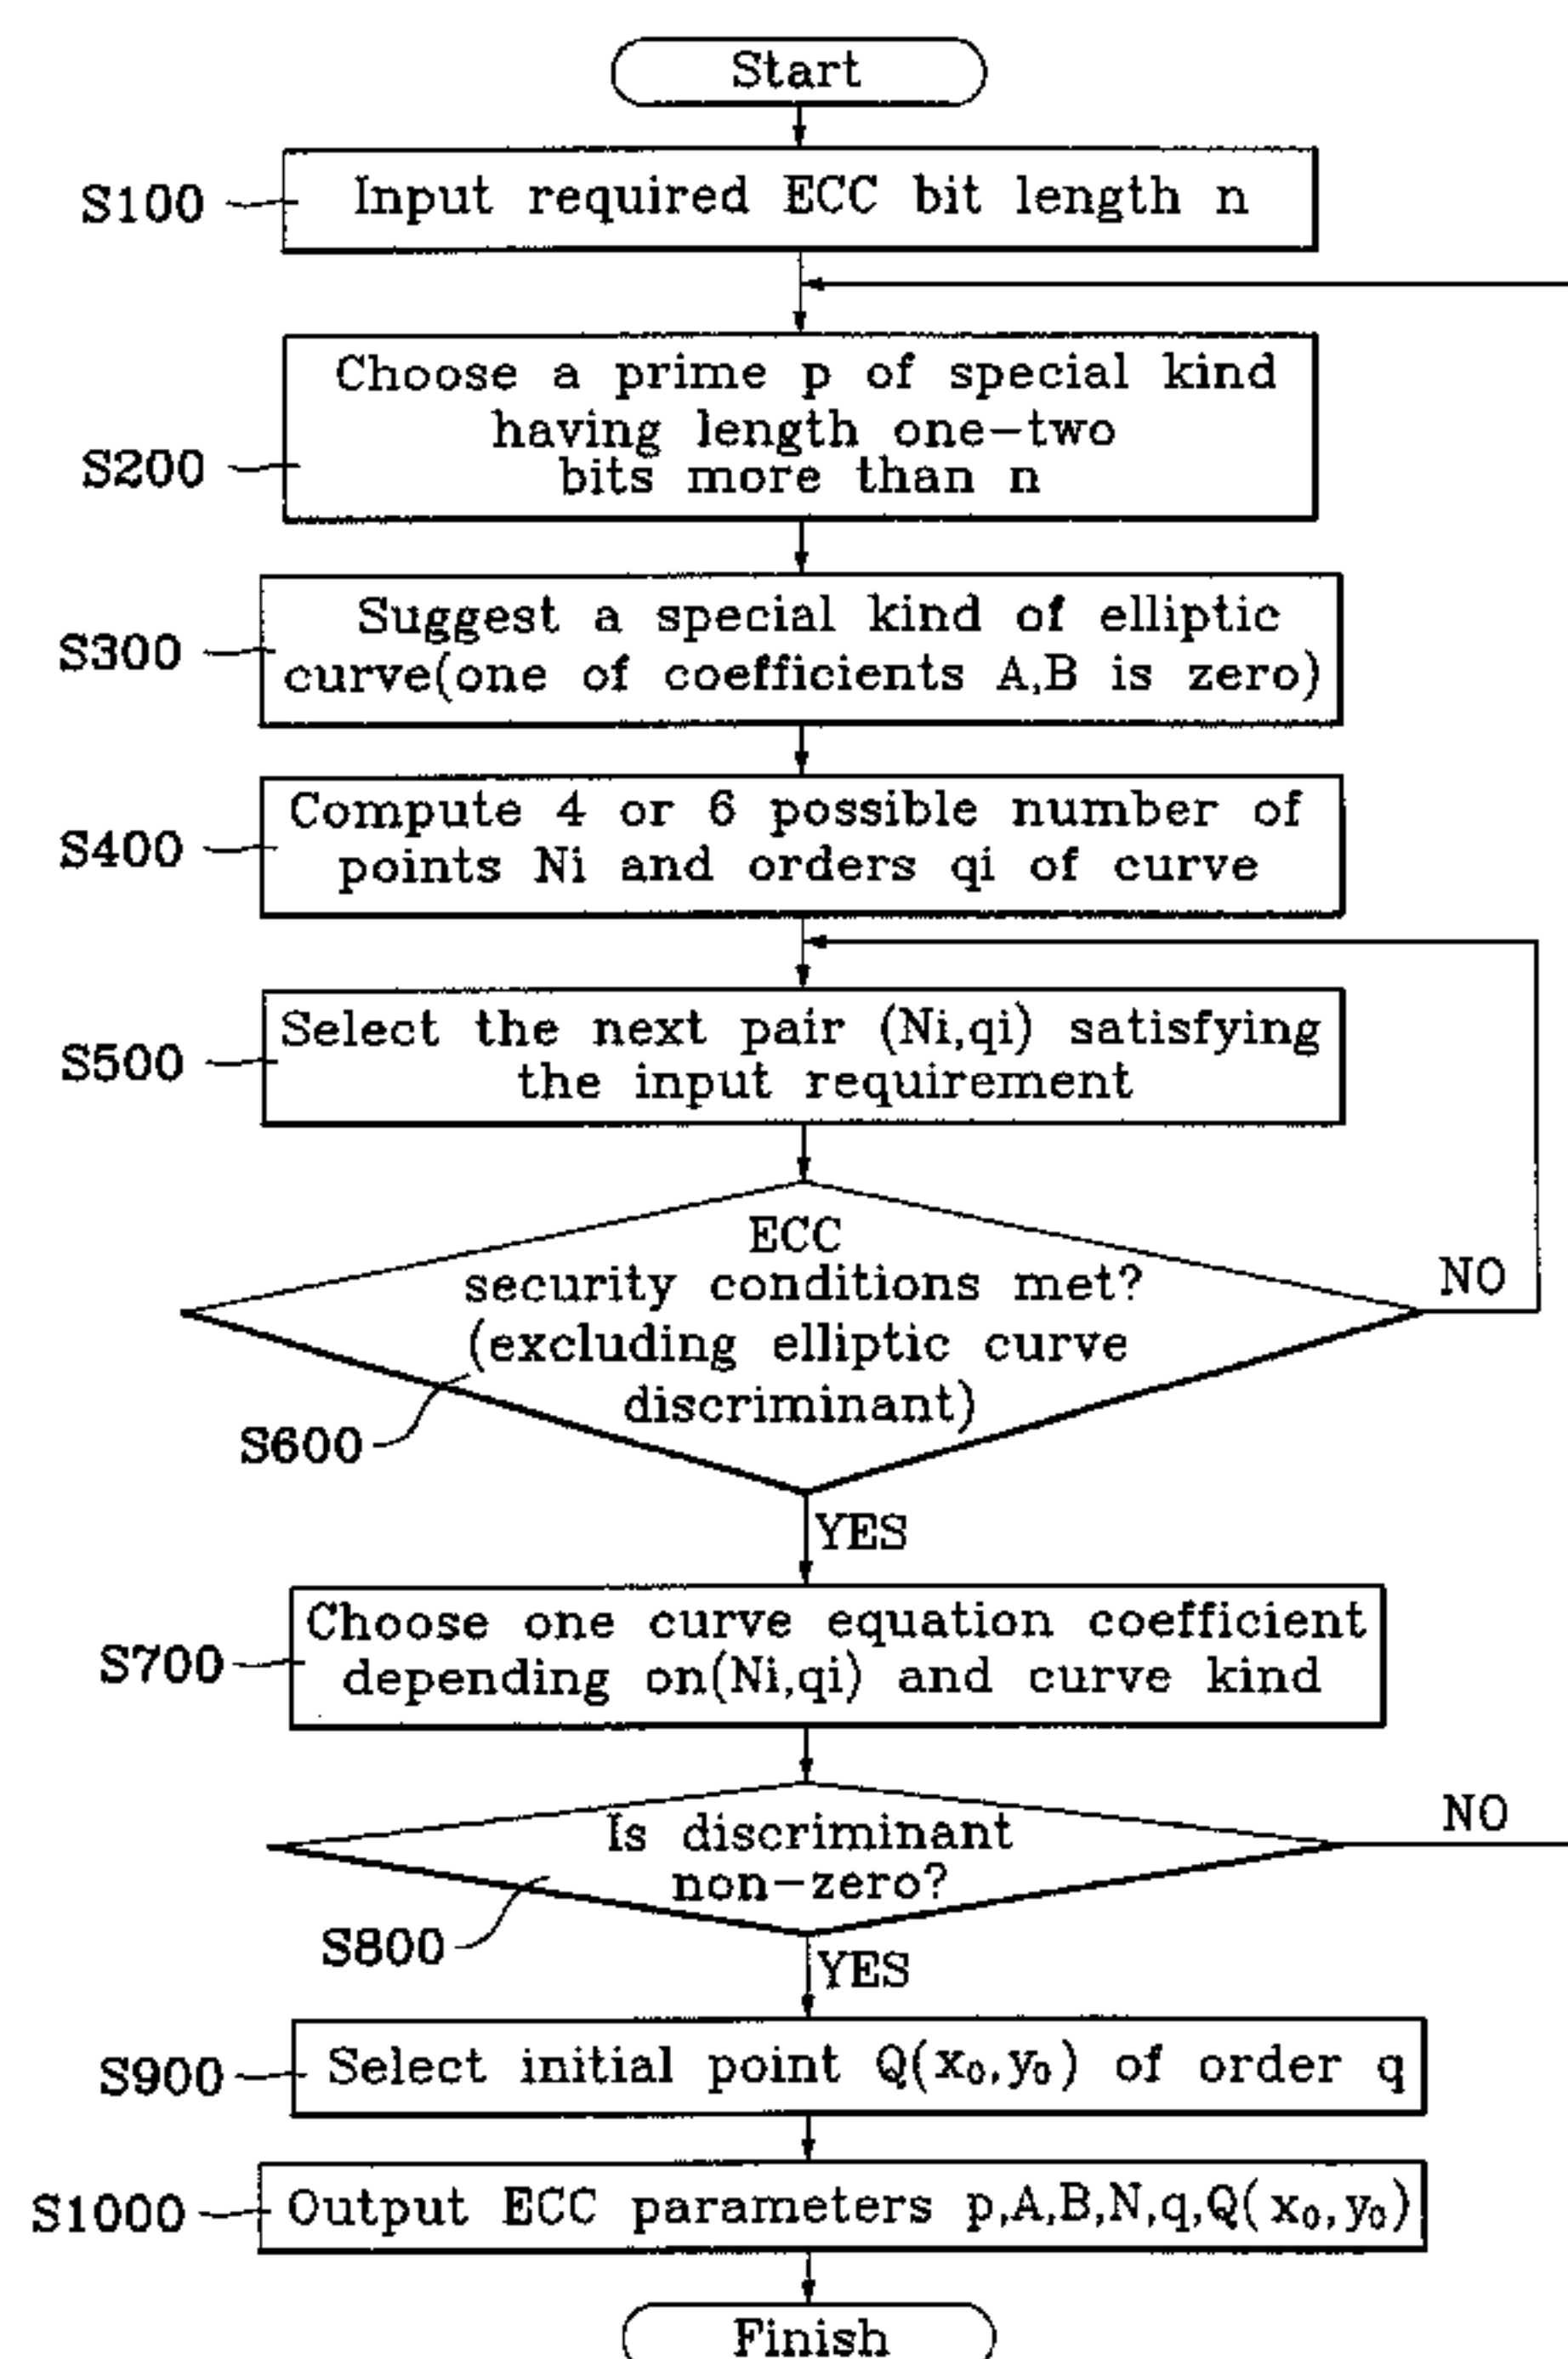 Start
S100
Input required ECC bit length n
S200
Choose a prime p of special kind
having length one-two
bits more than n
S300
Suggest a special kind of elliptic
curve(one of coefficients A,B is zero)
S400
Compute 4 or 6 possible number of
points Ni and orders qi of curve
S500
Select the next pair (Ni,qi) satisfying
the input requirement
ECC
security conditions met?
(excluding elliptic curve
discriminant)
NO
S600
YES
S700
Choose one curve equation coefficient
depending on(Ni,qi) and curve kind
Is discriminant
non-zero?
NO
S800
YES
S900
Select initial point Q(x₀,y₀) of order q
S1000
Output ECC parameters p,A,B,N,q,Q(x₀,y₀)
Finish